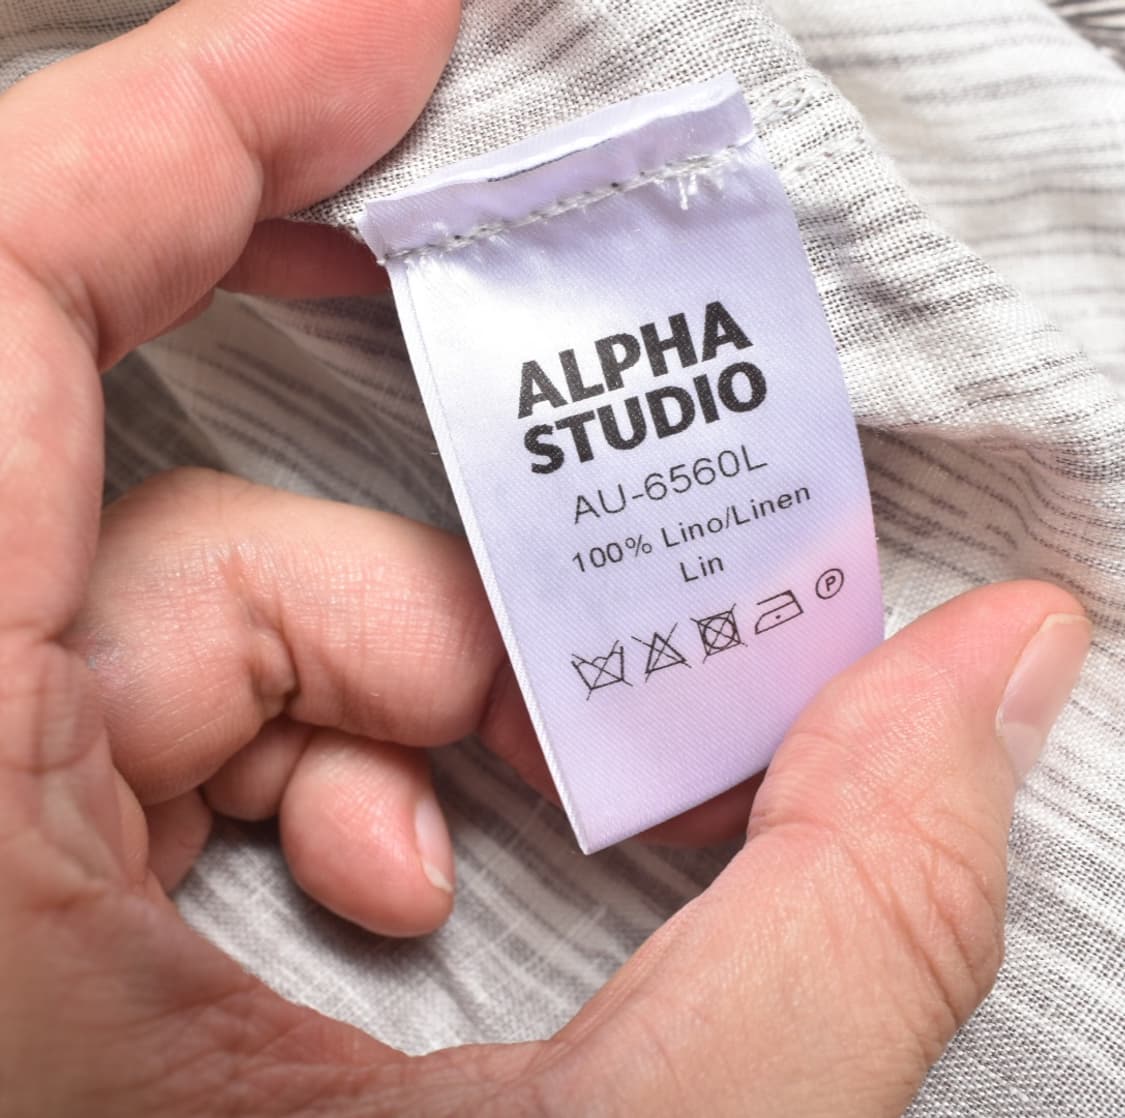 ALPHA
STUDIO
AU-6560L
100% Lino/Linen
Lin
P